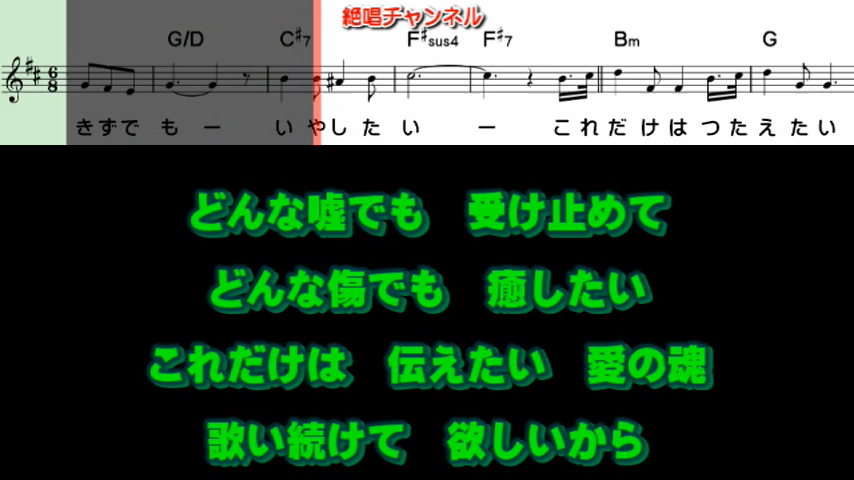 絶唱チャンネル
G/D C♯7 F♯sus4 F♯7 Bm G
6
8
きずで も ー い やし た い ー これ だ け は つた え た い
どんな嘘でも 受け止めて
どんな傷でも 癒したい
これだけは 伝えたい 愛の魂
歌い続けて 欲しいから